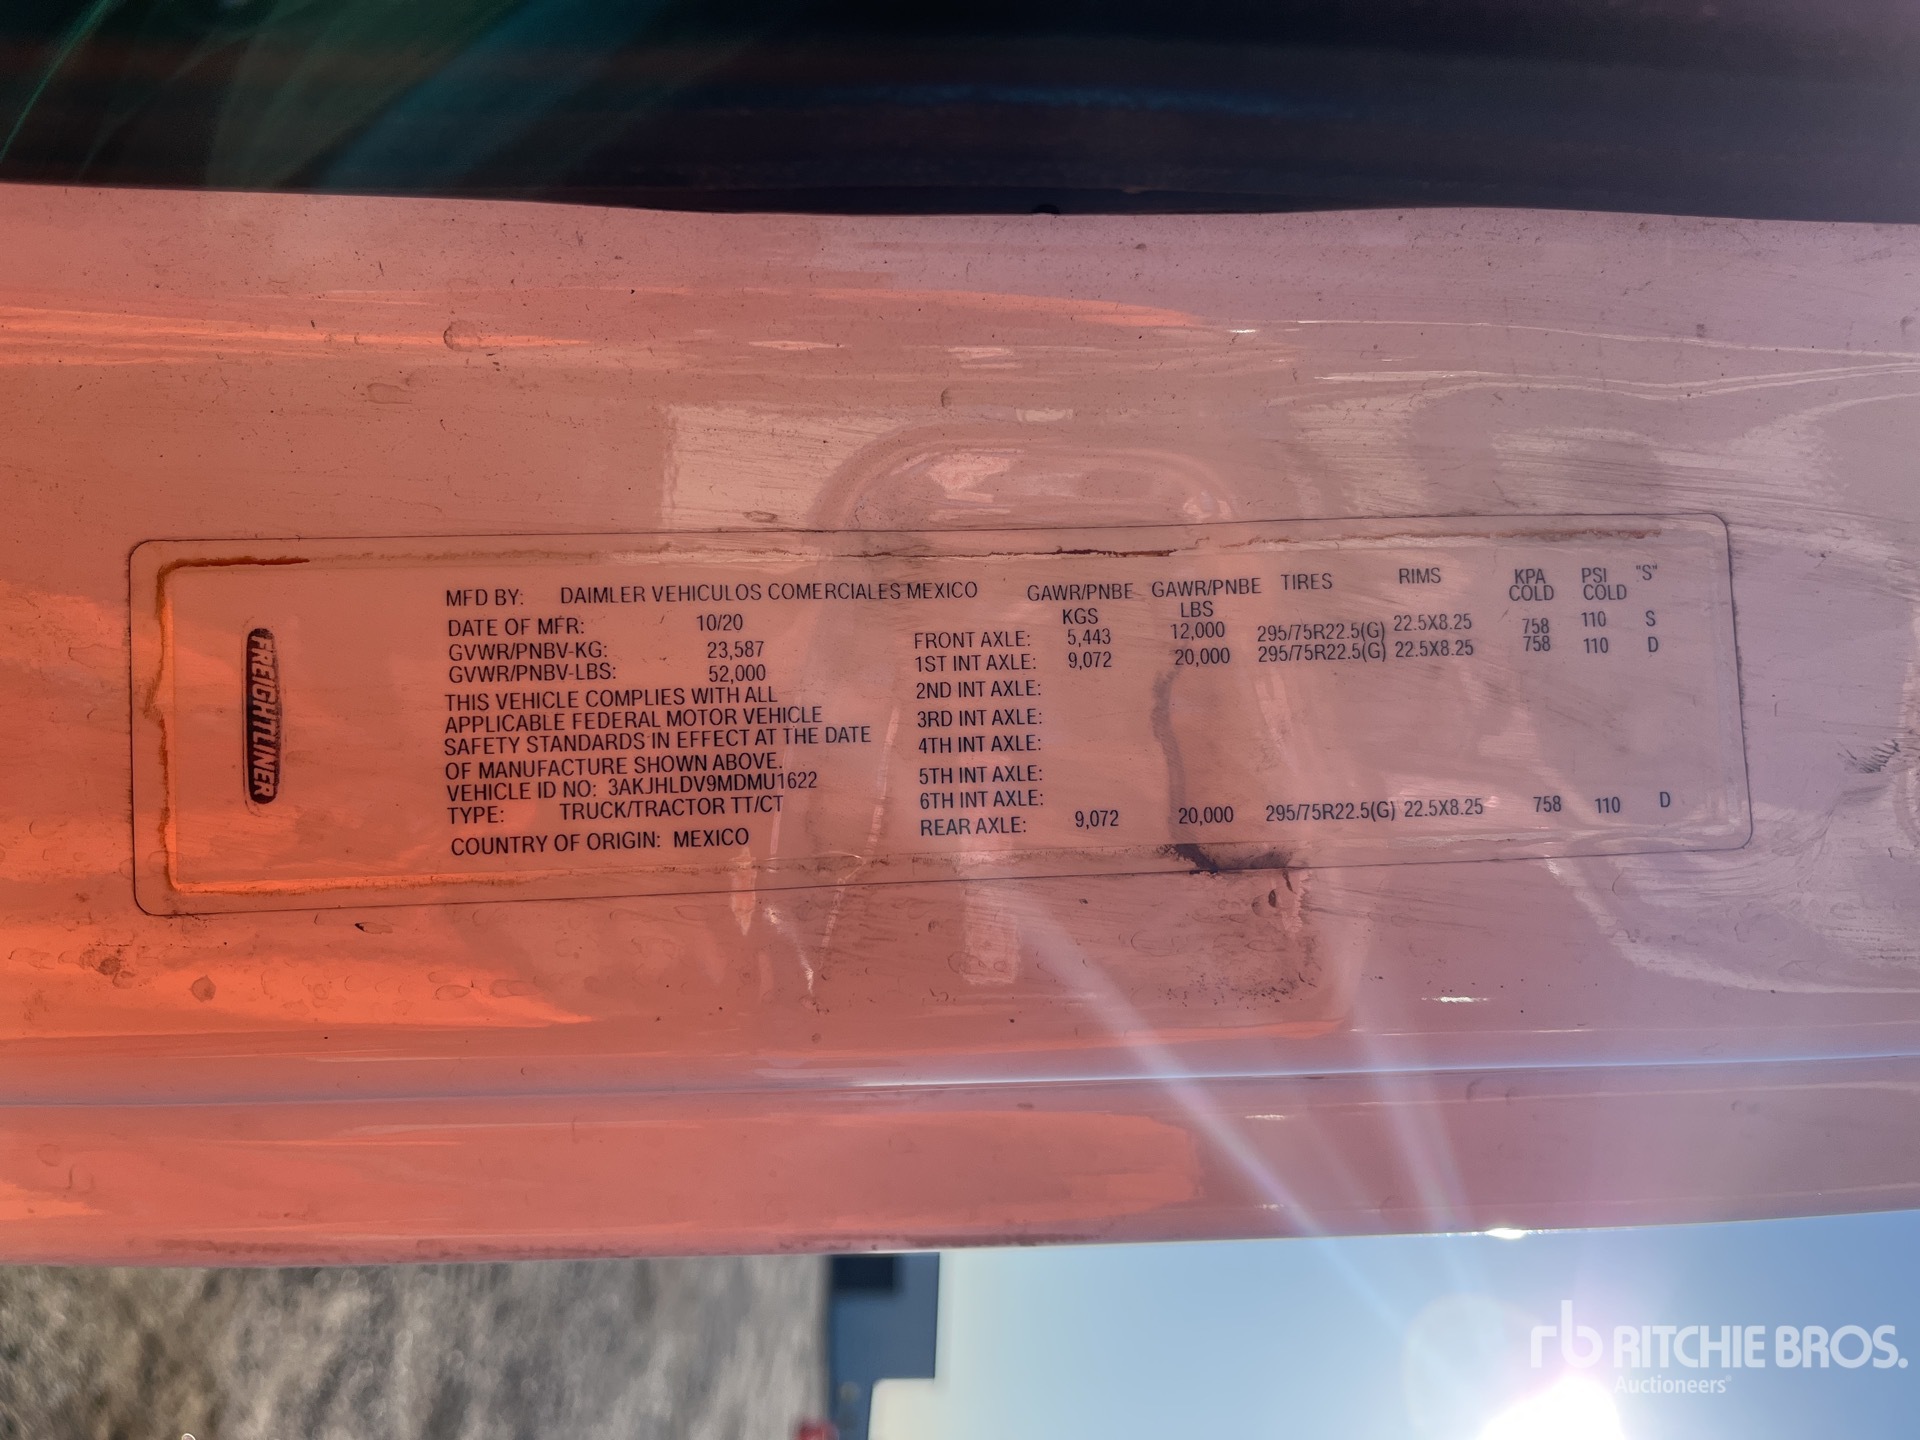 FREIGHTLINER
MFD BY: DAIMLER VEHICULOS COMERCIALES MEXICO
DATE OF MFR: 10/20
GVWR/PNBV-KG: 23,587
GVWR/PNBV-LBS: 52,000
THIS VEHICLE COMPLIES WITH ALL
APPLICABLE FEDERAL MOTOR VEHICLE
SAFETY STANDARDS IN EFFECT AT THE DATE
OF MANUFACTURE SHOWN ABOVE.
VEHICLE ID NO: 3AKJHLDV9MDMU1622
TYPE: TRUCK/TRACTOR TT/CT
COUNTRY OF ORIGIN: MEXICO
GAWR/PNBE GAWR/PNBE TIRES RIMS KPA PSI "S"
KGS LBS COLD COLD
FRONT AXLE: 5,443 12,000 295/75R22.5(G) 22.5X8.25 758 110 S
1ST INT AXLE: 9,072 20,000 295/75R22.5(G) 22.5X8.25 758 110 D
2ND INT AXLE:
3RD INT AXLE:
4TH INT AXLE:
5TH INT AXLE:
6TH INT AXLE:
REAR AXLE: 9,072 20,000 295/75R22.5(G) 22.5X8.25 758 110 D
rb RITCHIE BROS.
Auctioneers